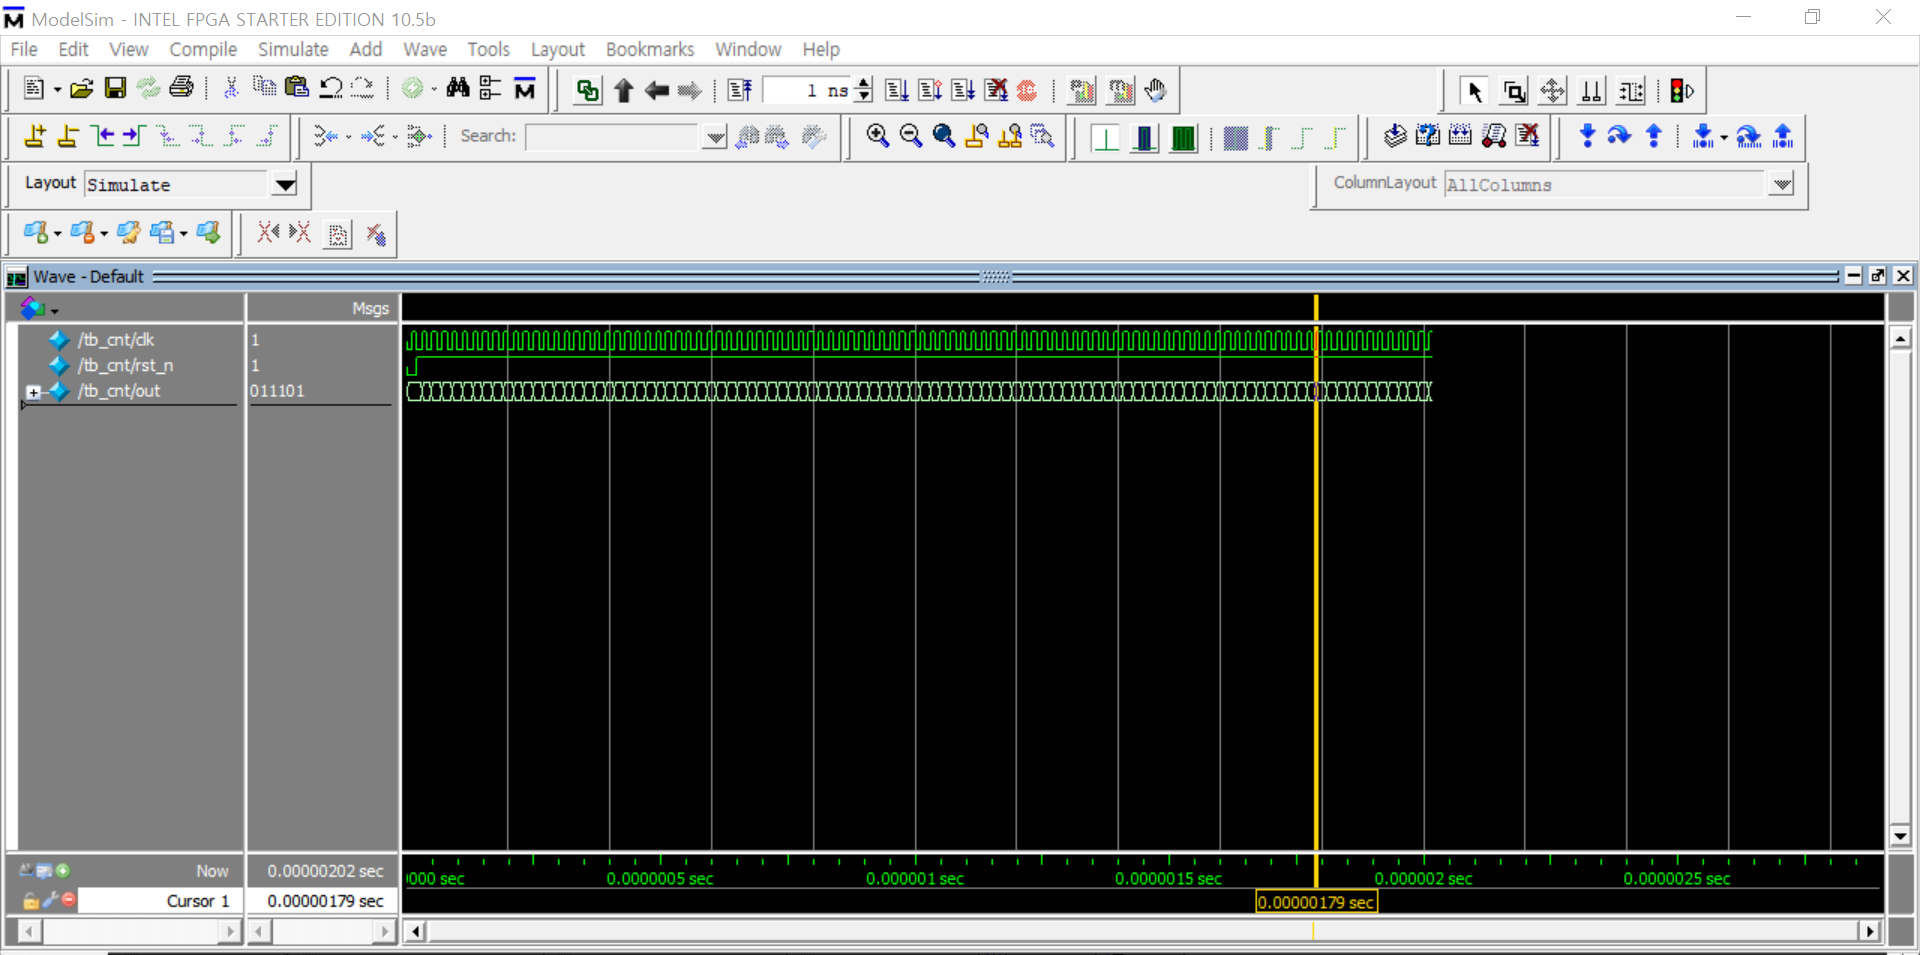 ModelSim - INTEL FPGA STARTER EDITION 10.5b
File Edit View Compile Simulate Add Wave Tools Layout Bookmarks Window Help
1 ns
Search:
Layout Simulate
ColumnLayout AllColumns
Wave - Default
Msgs
/tb_cnt/clk 1
/tb_cnt/rst_n 1
/tb_cnt/out 011101
Now 0.00000202 sec
000 sec 0.0000005 sec 0.000001 sec 0.0000015 sec 0.000002 sec 0.0000025 sec
Cursor 1 0.00000179 sec
0.00000179 sec